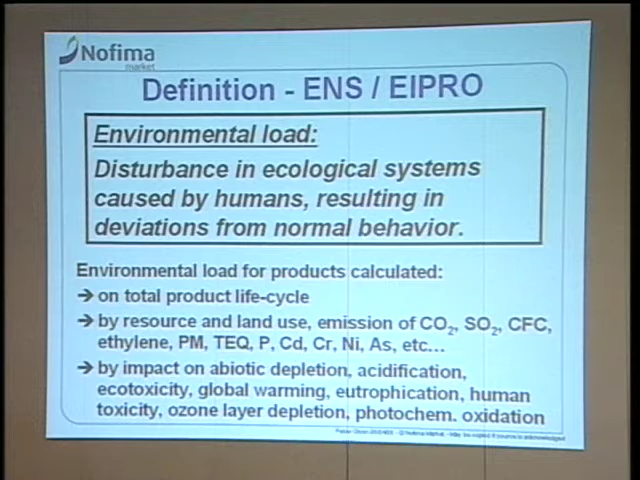 Nofima
market
Definition - ENS / EIPRO
Environmental load:
Disturbance in ecological systems
caused by humans, resulting in
deviations from normal behavior.
Environmental load for products calculated:
→ on total product life-cycle
→ by resource and land use, emission of CO₂, SO₂, CFC,
ethylene, PM, TEQ, P, Cd, Cr, Ni, As, etc...
→ by impact on abiotic depletion, acidification,
ecotoxicity, global warming, eutrophication, human
toxicity, ozone layer depletion, photochem. oxidation